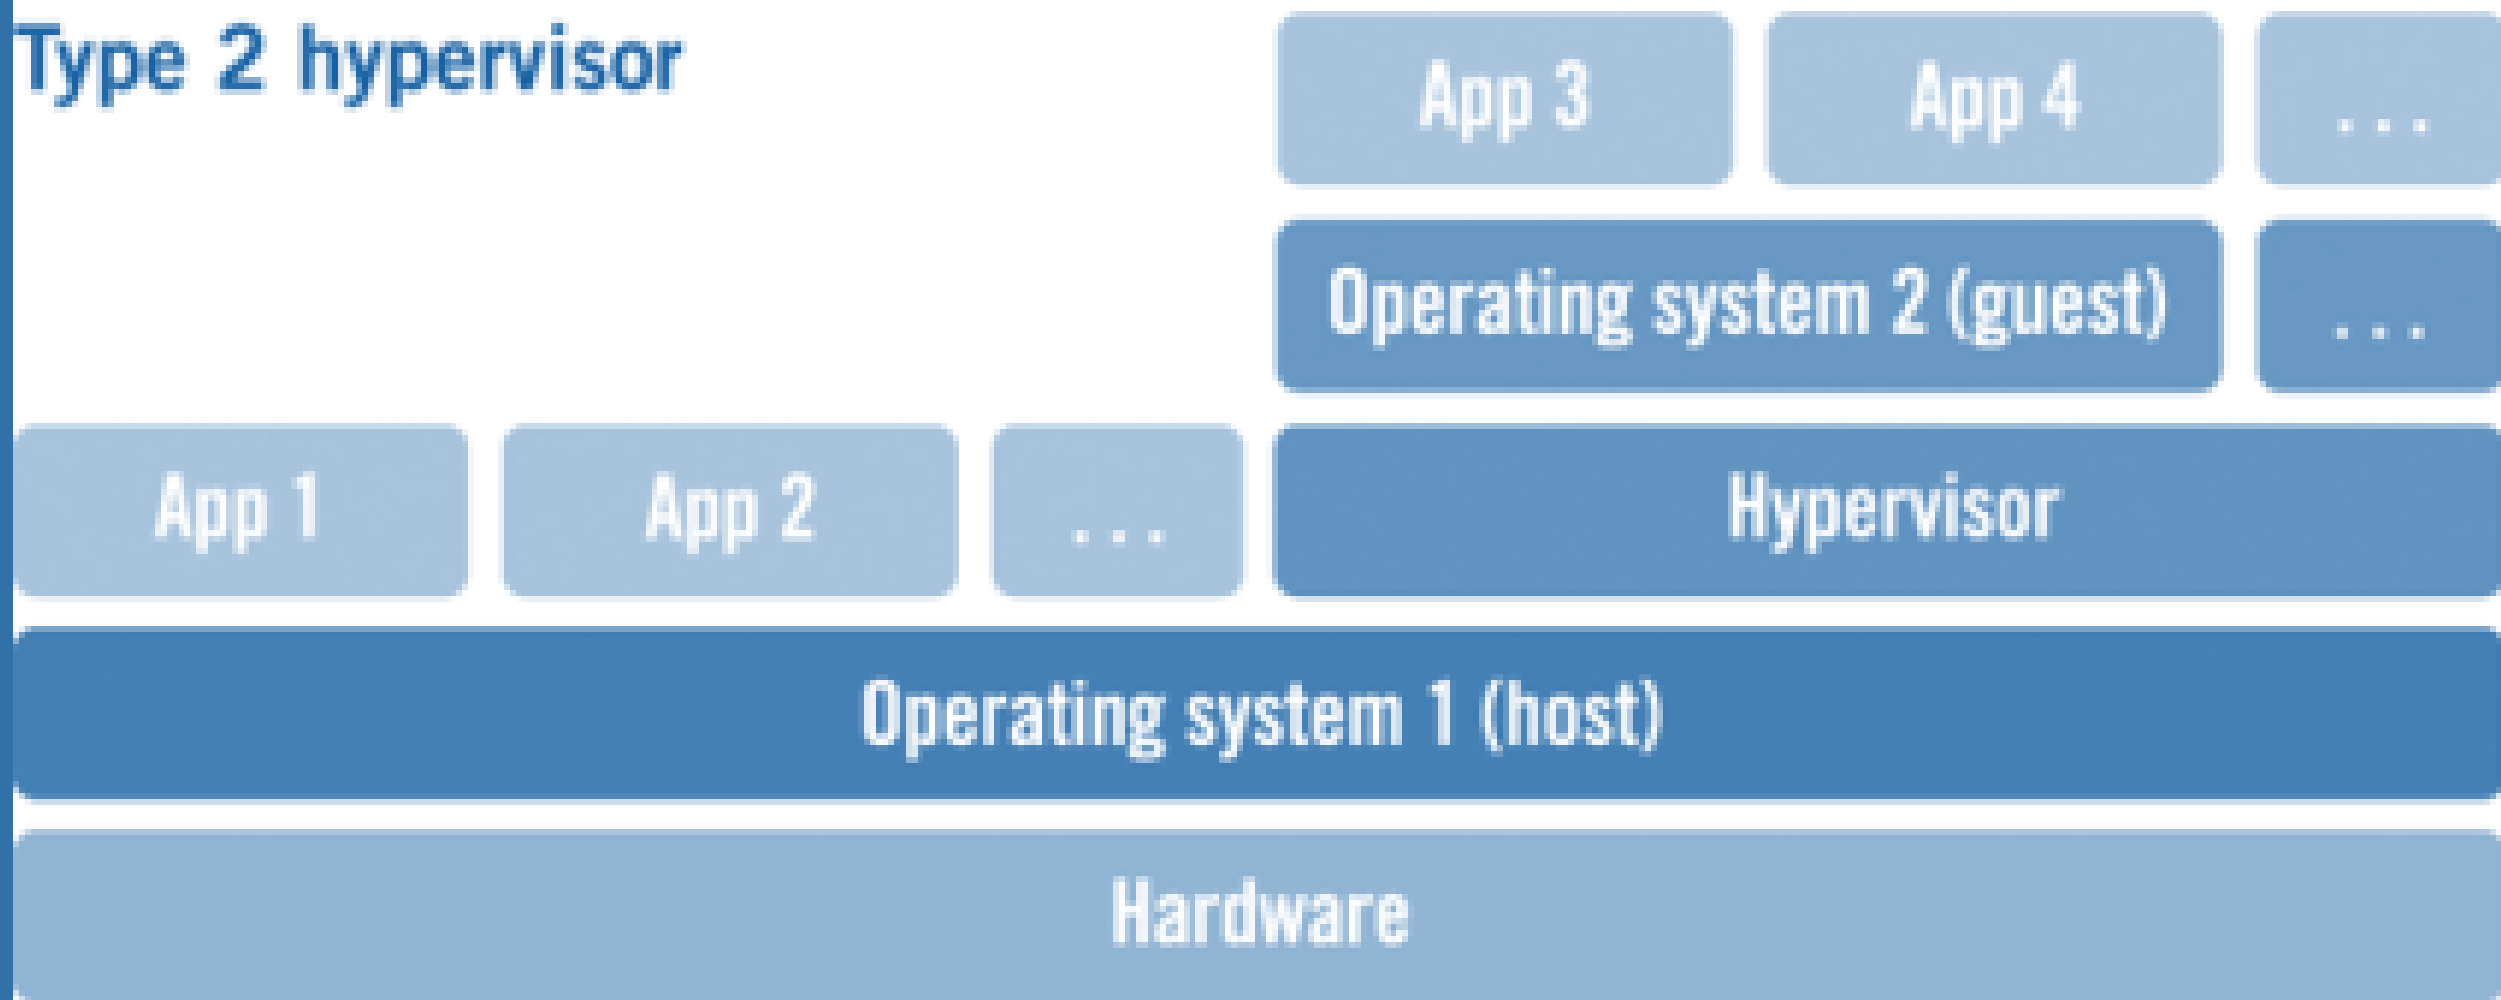 Type 2 hypervisor
App 3
App 4
...
Operating system 2 (guest)
...
App 1
App 2
...
Hypervisor
Operating system 1 (host)
Hardware